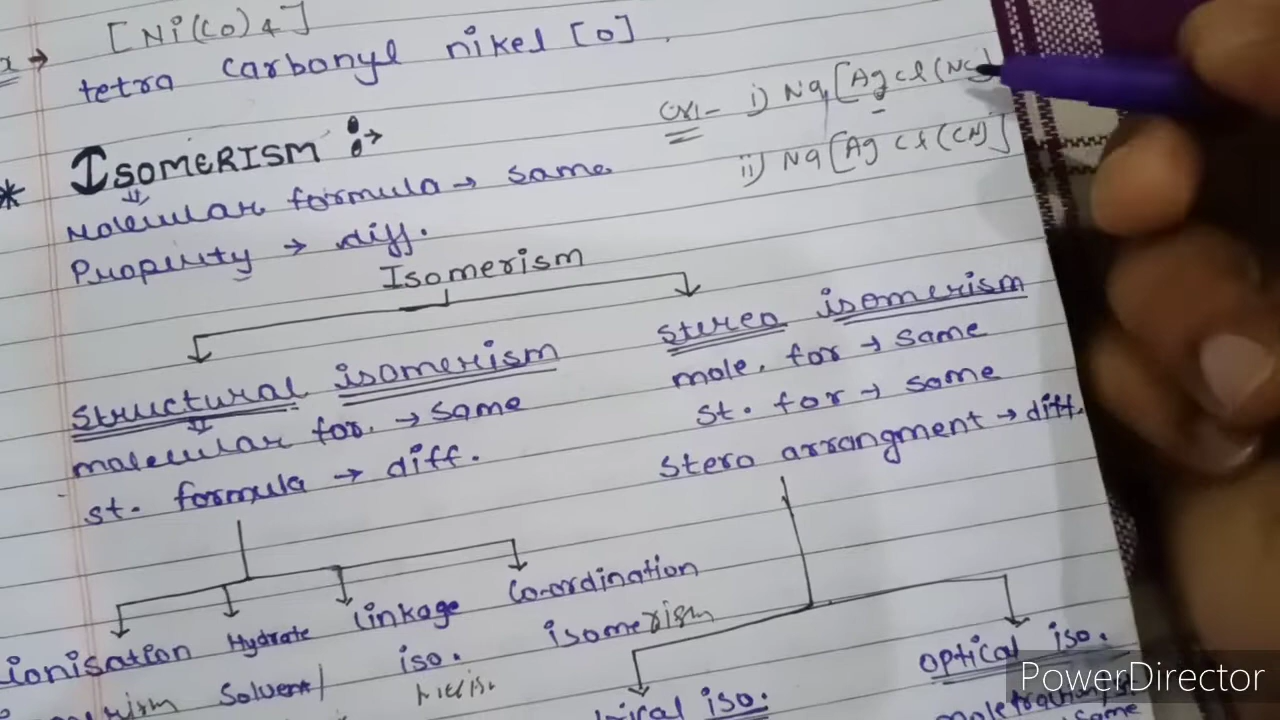 [Ni(Co)4]
tetra carbonyl nikel [0].
i) Na[AgCl(NC)]
ii) Na[AgCl(CN)]
* ISOMERISM :→
Molecular formula → same
Property → diff.
Isomerism
Structural isomerism
molecular for. → same
st. formula → diff.
Stereo isomerism
mole. for → same
st. for → same
stero arrangment → diff.
ionisation
Hydrate
Solvent/
Linkage
iso.
Co-ordination
isomerism
optical iso.
iso.
same
PowerDirector